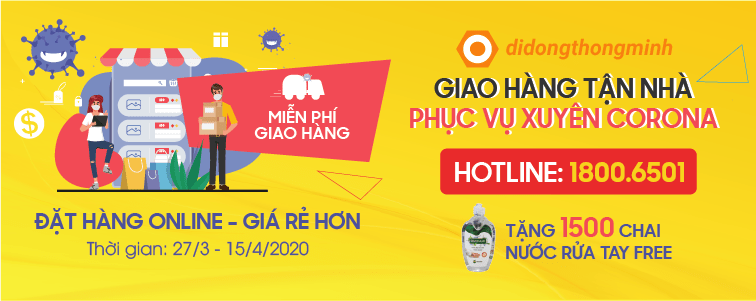 didongthongminh
GIAO HÀNG TẬN NHÀ
PHỤC VỤ XUYÊN CORONA
MIỄN PHÍ
GIAO HÀNG
HOTLINE: 1800.6501
ĐẶT HÀNG ONLINE - GIÁ RẺ HƠN
Thời gian: 27/3 - 15/4/2020
TẶNG 1500 CHAI
NƯỚC RỬA TAY FREE